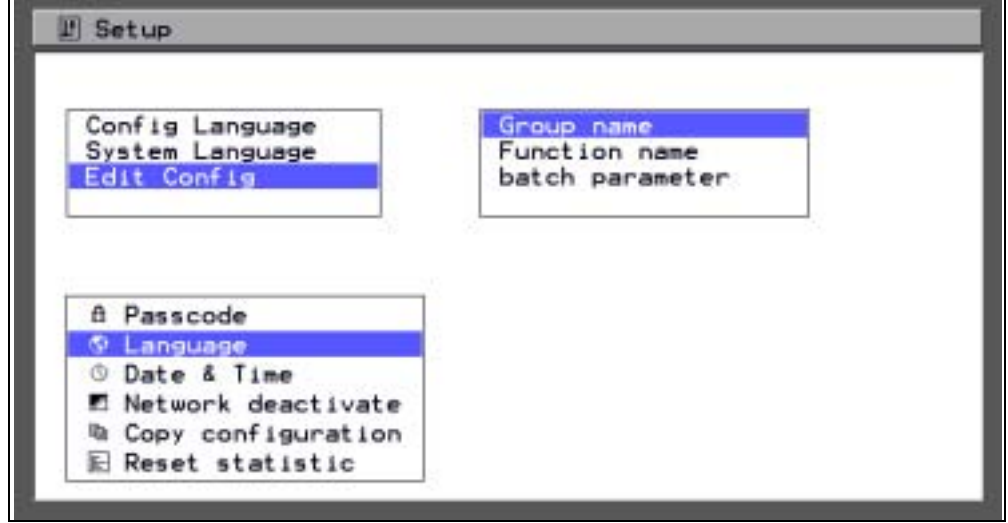 Setup
Config Language
System Language
Edit Config
Group name
Function name
batch parameter
Passcode
Language
Date & Time
Network deactivate
Copy configuration
Reset statistic